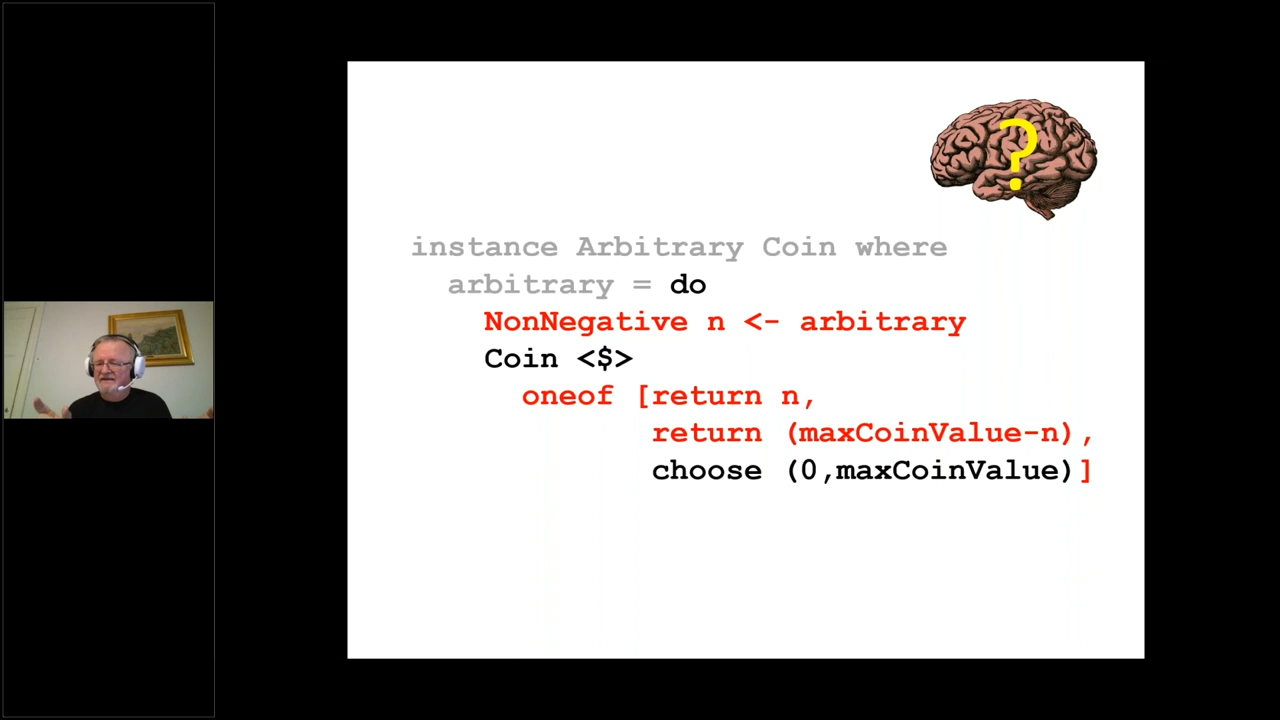 ?
instance Arbitrary Coin where
arbitrary = do
NonNegative n <- arbitrary
Coin <$>
oneof [return n,
return (maxCoinValue-n),
choose (0,maxCoinValue)]